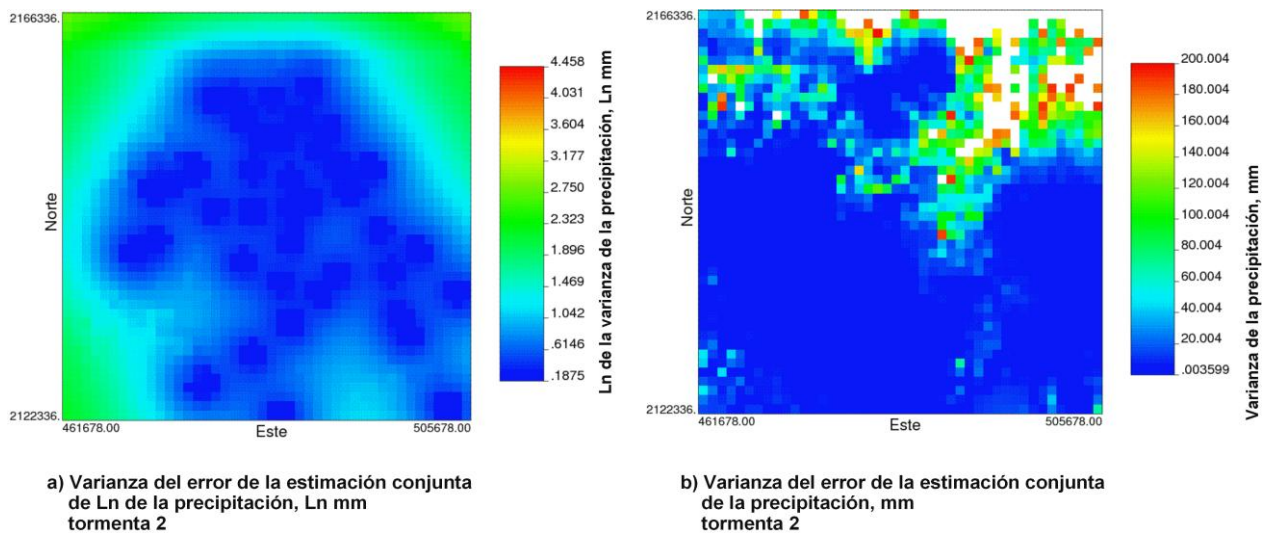 2166336.
Norte
2122336.
461678.00
Este
505678.00
4.458
4.031
3.604
3.177
2.750
2.323
1.896
1.469
1.042
.6146
.1875
Ln de la varianza de la precipitación, Ln mm
a) Varianza del error de la estimación conjunta
de Ln de la precipitación, Ln mm
tormenta 2
2166336.
Norte
2122336.
461678.00
Este
505678.00
200.004
180.004
160.004
140.004
120.004
200.004
80.004
60.004
40.004
20.004
.003599
Varianza de la precipitación, mm
b) Varianza del error de la estimación conjunta
de la precipitación, mm
tormenta 2